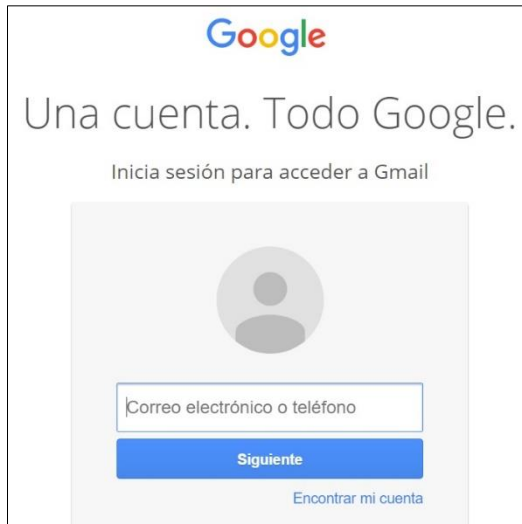 Google
Una cuenta. Todo Google.
Inicia sesión para acceder a Gmail
Correo electrónico o teléfono
Siguiente
Encontrar mi cuenta